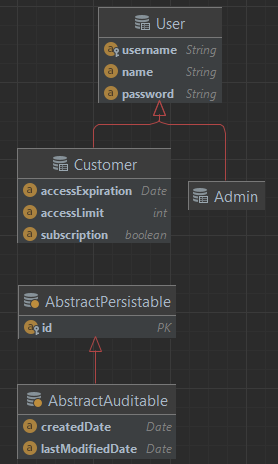 User
username String
name String
password String
Customer
accessExpiration Date
accessLimit int
subscription boolean
Admin
AbstractPersistable
id PK
AbstractAuditable
createdDate Date
lastModifiedDate Date